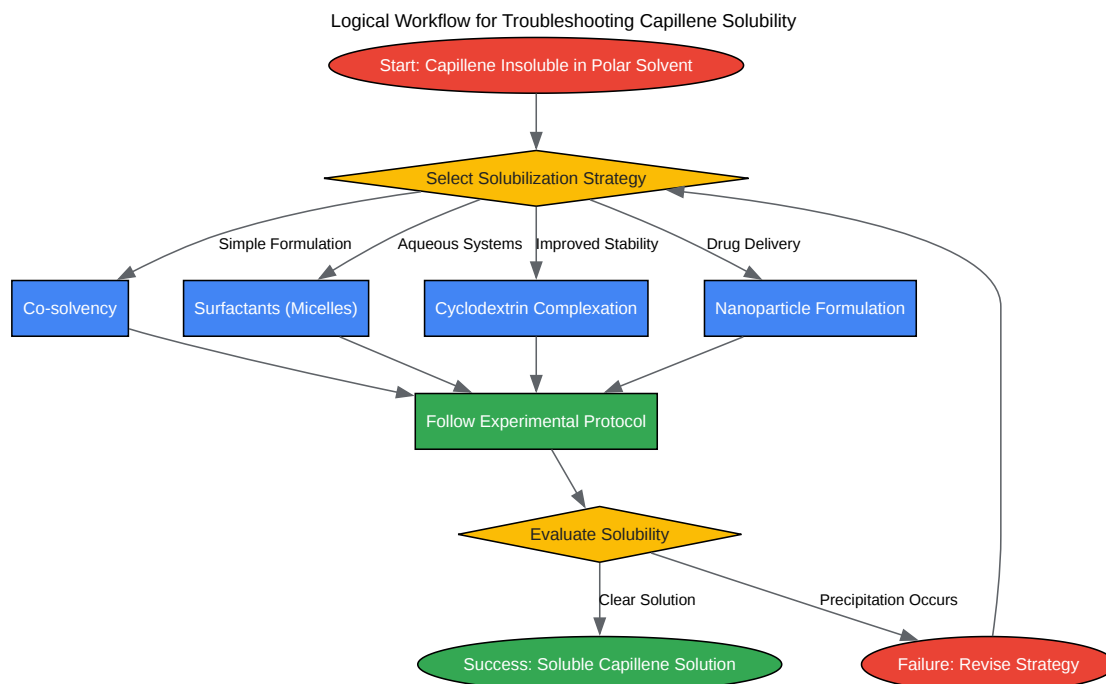 Logical Workflow for Troubleshooting Capillene Solubility
Start: Capillene Insoluble in Polar Solvent
Select Solubilization Strategy
Simple Formulation
Aqueous Systems
Improved Stability
Drug Delivery
Co-solvency
Surfactants (Micelles)
Cyclodextrin Complexation
Nanoparticle Formulation
Follow Experimental Protocol
Evaluate Solubility
Clear Solution
Precipitation Occurs
Success: Soluble Capillene Solution
Failure: Revise Strategy